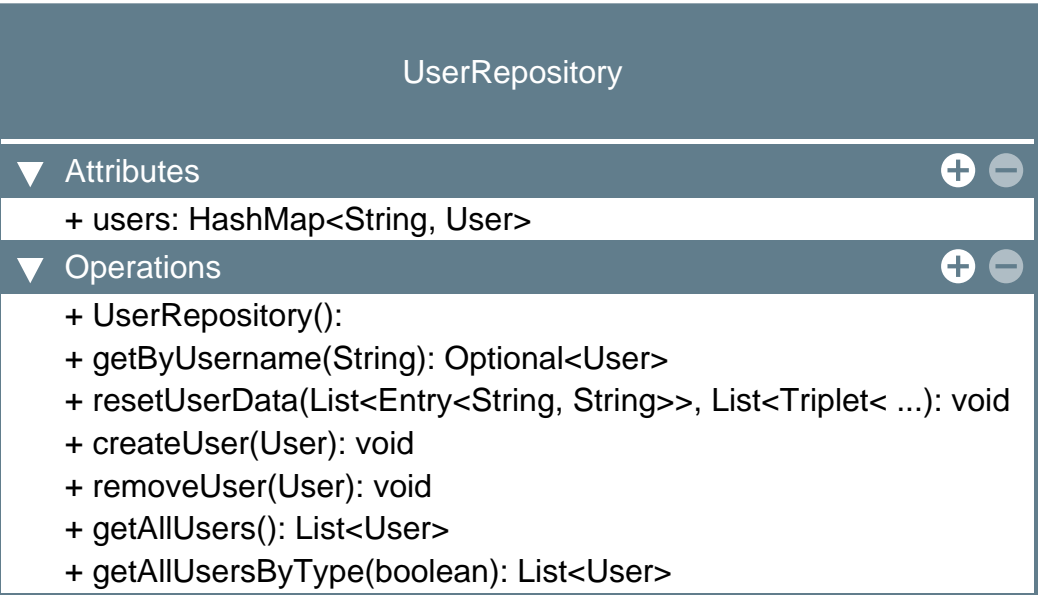 UserRepository
Attributes
+ users: HashMap<String, User>
Operations
+ UserRepository():
+ getByUsername(String): Optional<User>
+ resetUserData(List<Entry<String, String>>, List<Triplet< ...): void
+ createUser(User): void
+ removeUser(User): void
+ getAllUsers(): List<User>
+ getAllUsersByType(boolean): List<User>